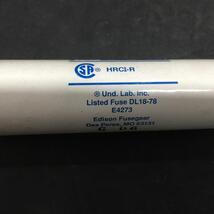 HRCI-R
® Und. Lab. Inc.
Listed Fuse DL18-78
E4273
Edison Fusegear
Des Peres, MO 63131